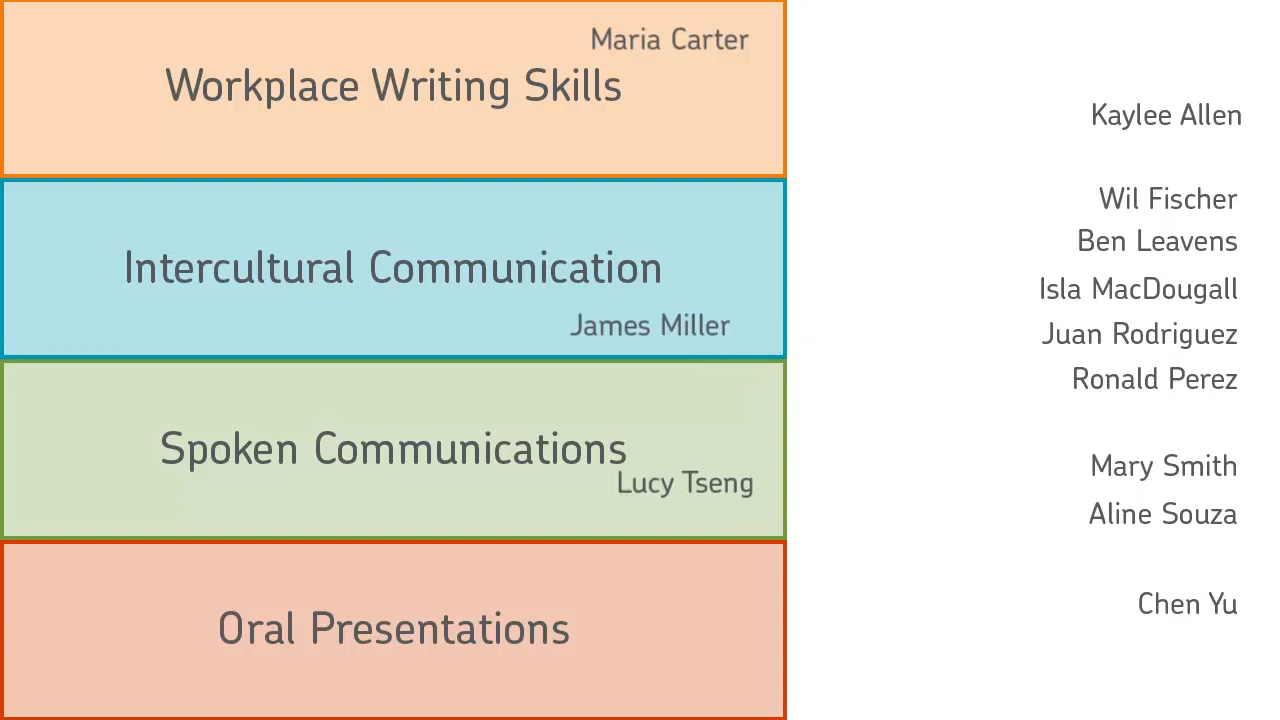 Maria Carter
Workplace Writing Skills
Intercultural Communication
James Miller
Spoken Communications
Lucy Tseng
Oral Presentations
Kaylee Allen
Wil Fischer
Ben Leavens
Isla MacDougall
Juan Rodriguez
Ronald Perez
Mary Smith
Aline Souza
Chen Yu